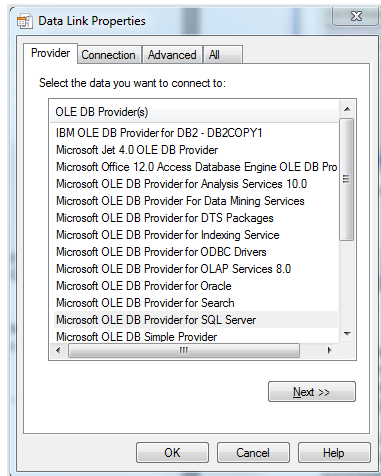 Data Link Properties
Provider Connection Advanced All
Select the data you want to connect to:
OLE DB Provider(s)
IBM OLE DB Provider for DB2 - DB2COPY1
Microsoft Jet 4.0 OLE DB Provider
Microsoft Office 12.0 Access Database Engine OLE DB Pro
Microsoft OLE DB Provider for Analysis Services 10.0
Microsoft OLE DB Provider For Data Mining Services
Microsoft OLE DB Provider for DTS Packages
Microsoft OLE DB Provider for Indexing Service
Microsoft OLE DB Provider for ODBC Drivers
Microsoft OLE DB Provider for OLAP Services 8.0
Microsoft OLE DB Provider for Oracle
Microsoft OLE DB Provider for Search
Microsoft OLE DB Provider for SQL Server
Microsoft OLE DB Simple Provider
Next >>
OK Cancel Help